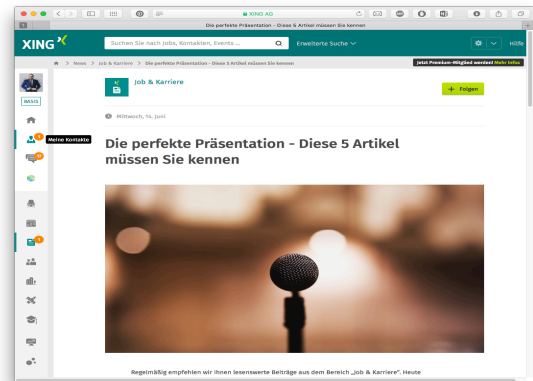 XING AG
Die perfekte Präsentation - Diese 5 Artikel müssen Sie kennen
XING
Suchen Sie nach Jobs, Kontakten, Events ...
Erweiterte Suche
Hilfe
> News > Job & Karriere > Die perfekte Präsentation - Diese 5 Artikel müssen Sie kennen
Jetzt Premium-Mitglied werden! Mehr Infos
Job & Karriere
+ Folgen
BASIS
Mittwoch, 14. Juni
Meine Kontakte
Die perfekte Präsentation - Diese 5 Artikel
müssen Sie kennen
Regelmäßig empfehlen wir Ihnen lesenswerte Beiträge aus dem Bereich „Job & Karriere“. Heute